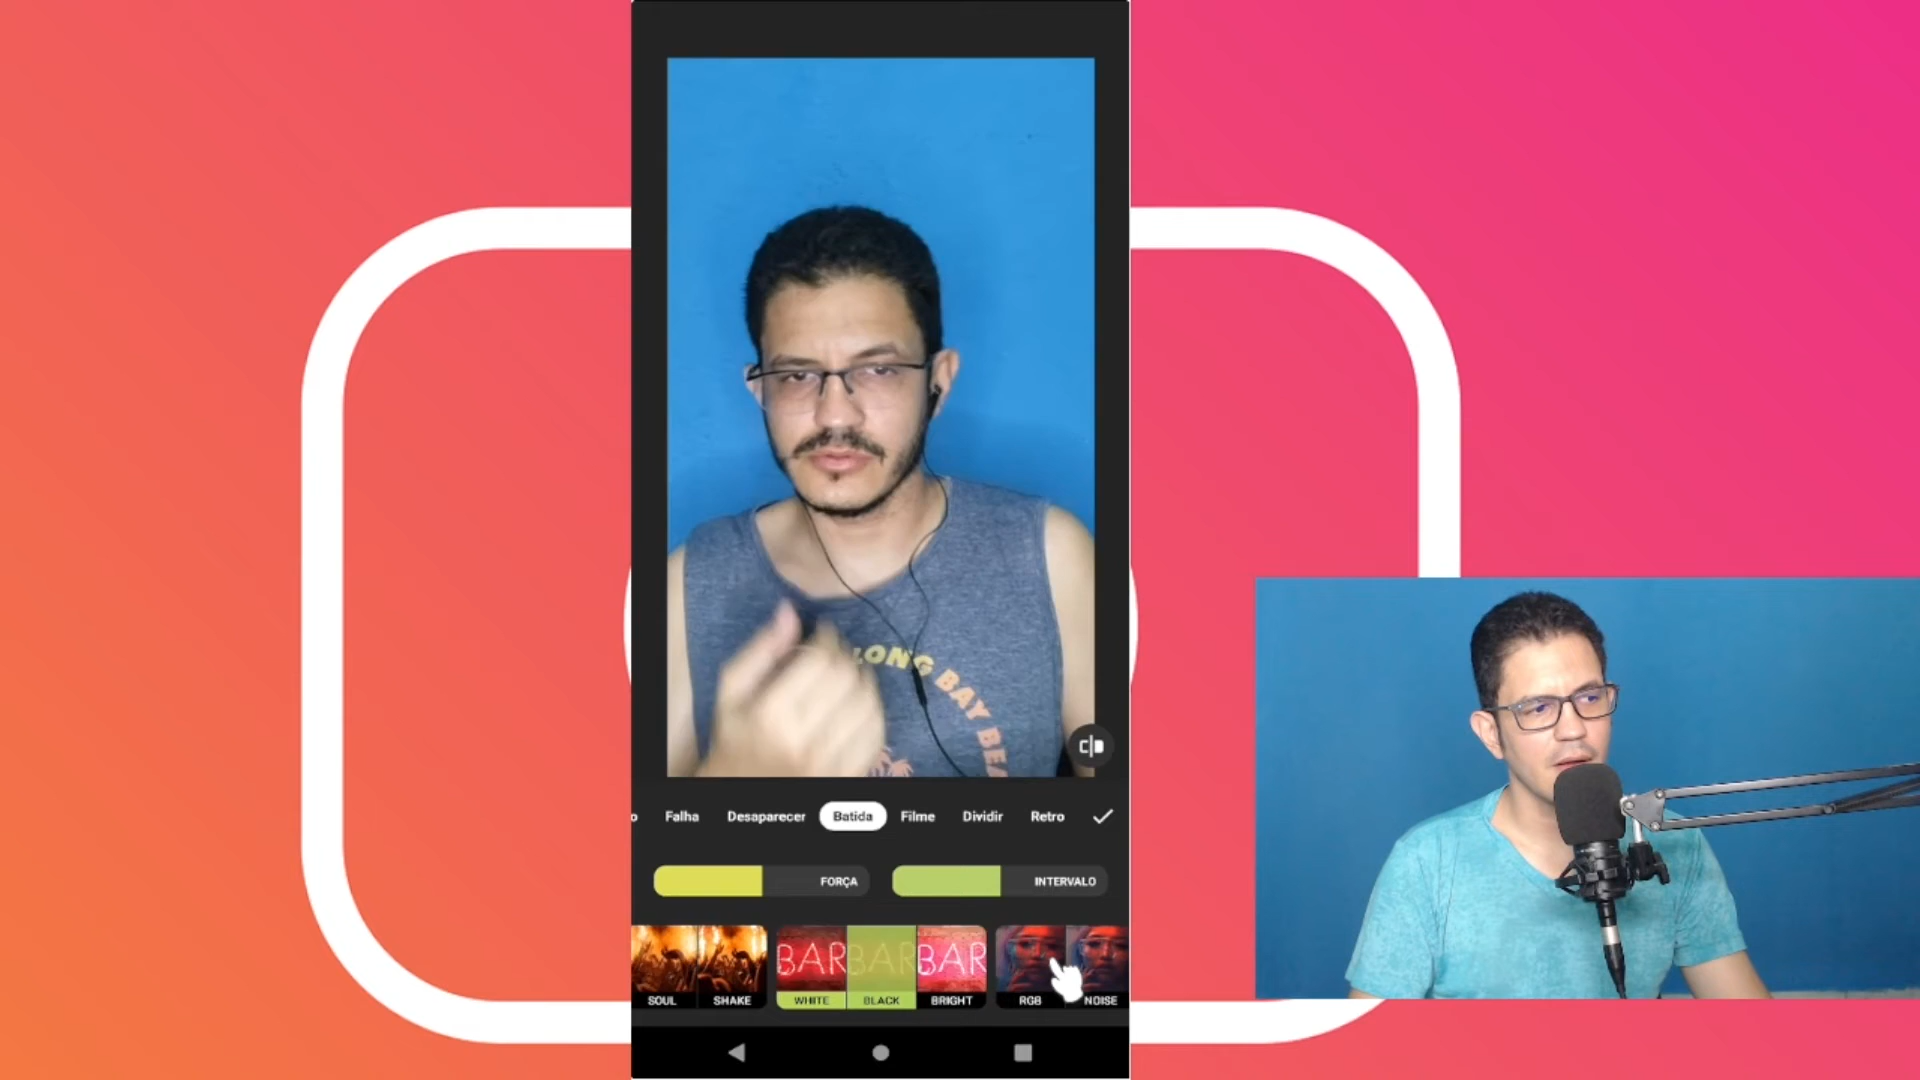 LONG BAY BEA
o Falha Desaparecer Batida Filme Dividir Retro
FORÇA INTERVALO
BAR BAR BAR
SOUL SHAKE WHITE BLACK BRIGHT RGB NOISE